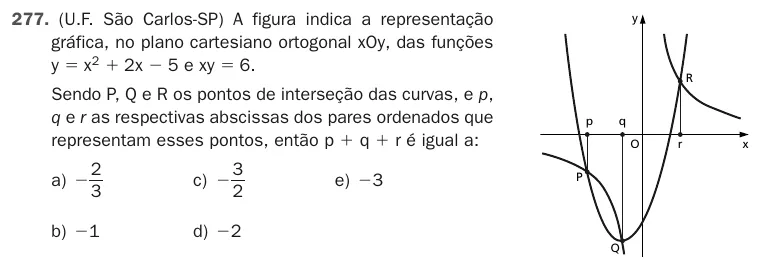 277. (U.F. São Carlos-SP) A figura indica a representação
gráfica, no plano cartesiano ortogonal xOy, das funções
y = x² + 2x − 5 e xy = 6.
Sendo P, Q e R os pontos de interseção das curvas, e p,
q e r as respectivas abscissas dos pares ordenados que
representam esses pontos, então p + q + r é igual a:
a) −2/3 c) −3/2 e) −3
b) −1 d) −2
y
R
p q
O r x
P
Q